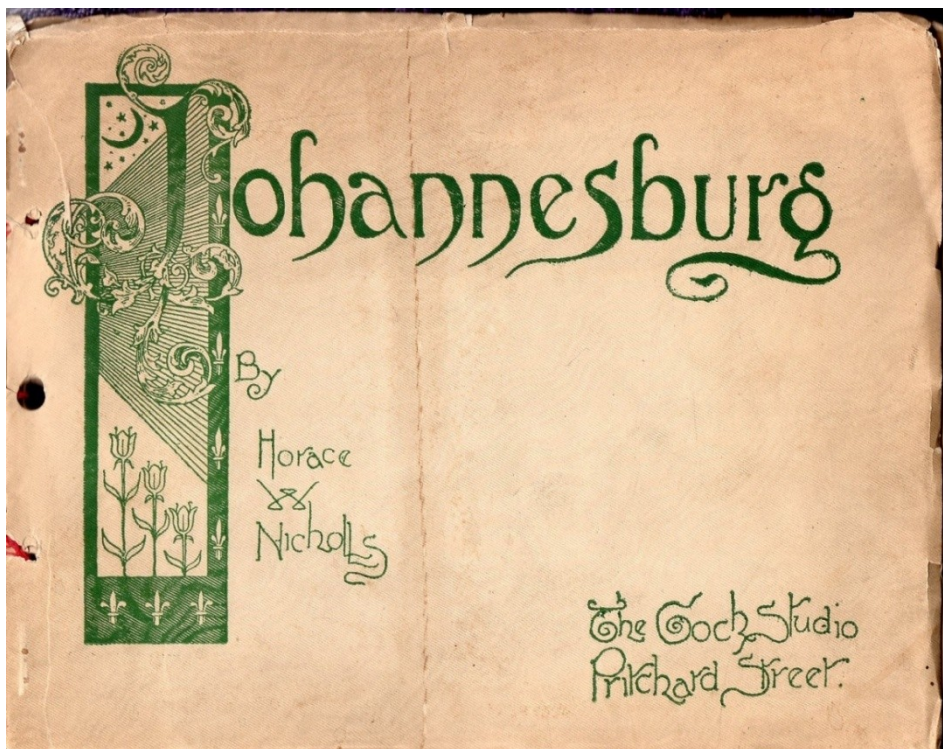 Johannesburg
By
Horace
W
Nicholls
The Goch Studio
Pritchard Street.